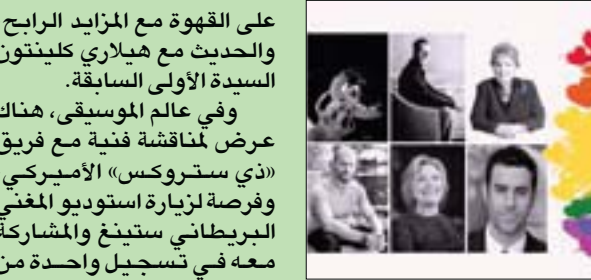 على القهوة مع المزايد الرابح
والحديث مع هيلاري كلينتون
السيدة الأولى السابقة.
وفي عالم الموسيقى، هناك
عرض لمناقشة فنية مع فريق
«ذي ستروكس» الأميركي
وفرصة لزيارة استوديو المغني
البريطاني ستينغ والمشاركة
معه في تسجيل واحدة من